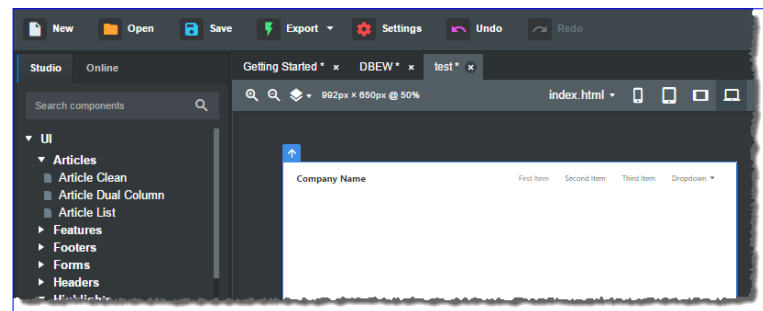 New Open Save Export Settings Undo Redo
Studio Online
Getting Started * × DBEW * × test * ×
Search components
992px × 650px @ 50% index.html
UI
Articles
Article Clean
Article Dual Column
Article List
Features
Footers
Forms
Headers
Company Name First Item Second Item Third Item Dropdown